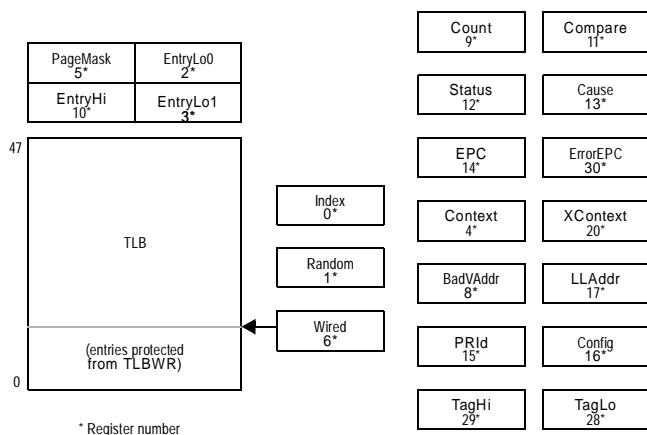 PageMask
5*
EntryLo0
2*
EntryHi
10*
EntryLo1
3*
47
TLB
(entries protected
from TLBWR)
0
Index
0*
Random
1*
Wired
6*
Count
9*
Compare
11*
Status
12*
Cause
13*
EPC
14*
ErrorEPC
30*
Context
4*
XContext
20*
BadVAddr
8*
LLAddr
17*
PRId
15*
Config
16*
TagHi
29*
TagLo
28*
* Register number